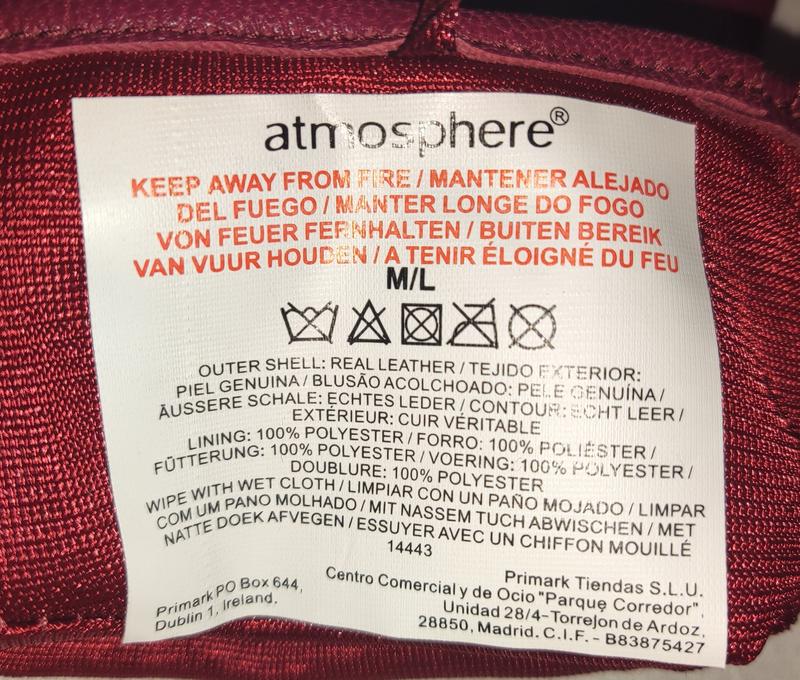 atmosphere®
KEEP AWAY FROM FIRE / MANTENER ALEJADO
DEL FUEGO / MANTER LONGE DO FOGO
VON FEUER FERNHALTEN / BUITEN BEREIK
VAN VUUR HOUDEN / A TENIR ÉLOIGNÉ DU FEU
M/L
OUTER SHELL: REAL LEATHER / TEJIDO EXTERIOR:
PIEL GENUINA / BLUSÃO ACOLCHOADO: PELE GENUÍNA /
ÄUSSERE SCHALE: ECHTES LEDER / CONTOUR: ECHT LEER /
EXTÉRIEUR: CUIR VÉRITABLE
LINING: 100% POLYESTER / FORRO: 100% POLIÉSTER /
FÜTTERUNG: 100% POLYESTER / VOERING: 100% POLYESTER /
DOUBLURE: 100% POLYESTER
WIPE WITH WET CLOTH / LIMPIAR CON UN PAÑO MOJADO / LIMPAR
COM UM PANO MOLHADO / MIT NASSEM TUCH ABWISCHEN / MET
NATTE DOEK AFVEGEN / ESSUYER AVEC UN CHIFFON MOUILLÉ
14443
Primark PO Box 644,
Dublin 1, Ireland.
Primark Tiendas S.L.U.
Centro Comercial y de Ocio "Parque Corredor",
Unidad 28/4-Torrejon de Ardoz,
28850, Madrid. C.I.F. - B83875427